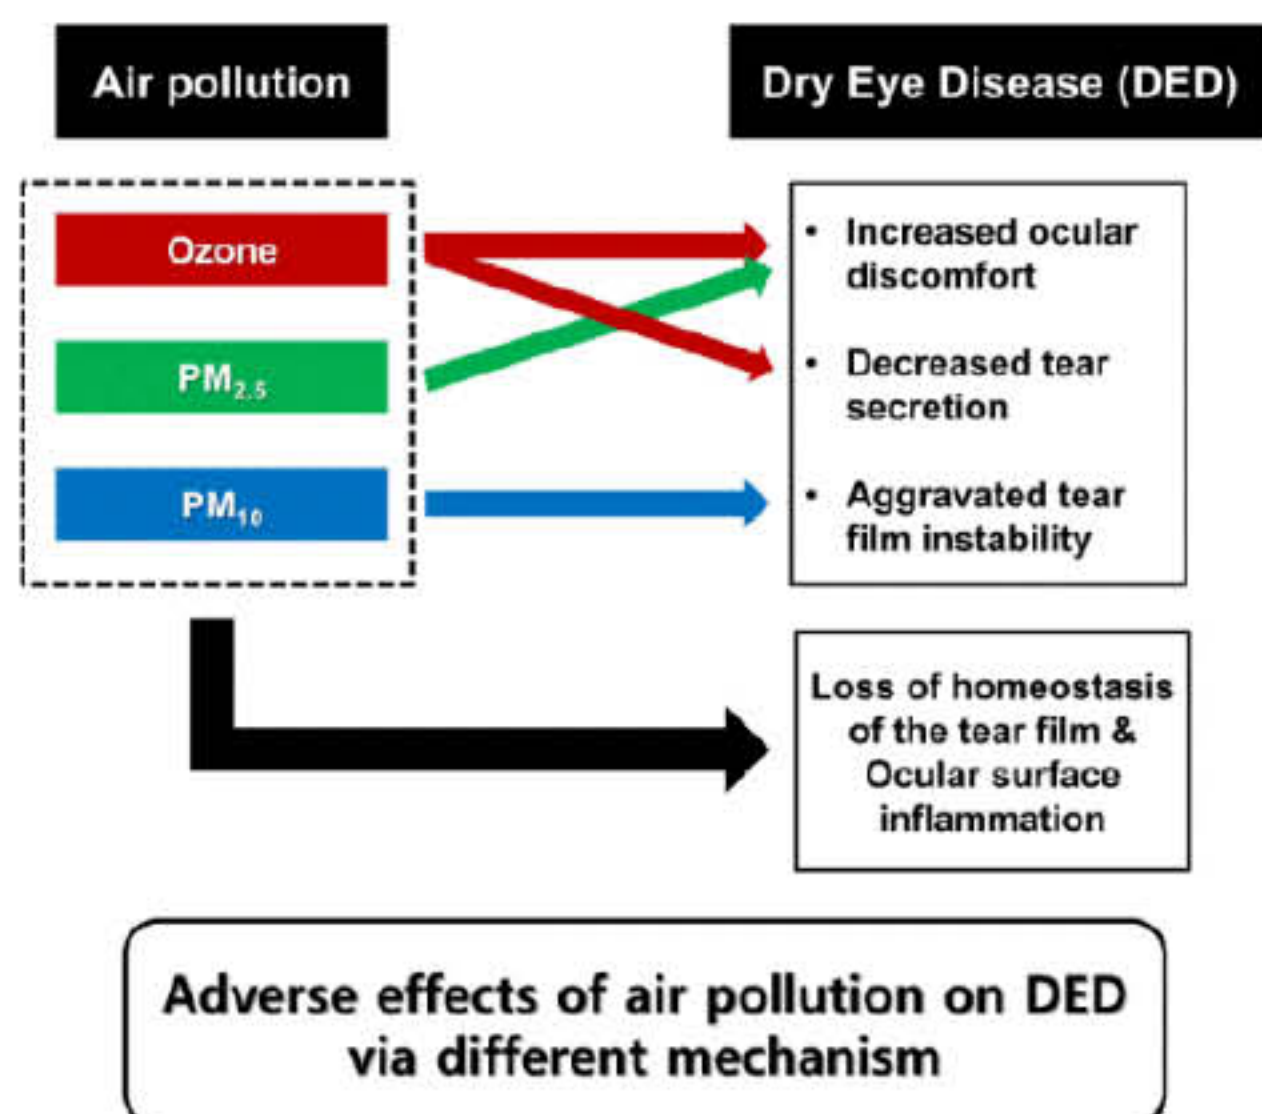 Air pollution
Dry Eye Disease (DED)
Ozone
PM2.5
PM10
• Increased ocular
discomfort
• Decreased tear
secretion
• Aggravated tear
film instability
Loss of homeostasis
of the tear film &
Ocular surface
inflammation
Adverse effects of air pollution on DED
via different mechanism